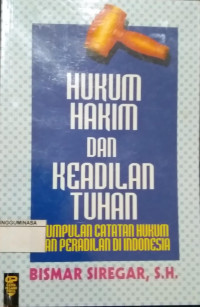 HUKUM
HAKIM
DAN
KEADILAN
TUHAN
UMPULAN CATATAN HUKUM
AN PERADILAN DI INDONESIA
BISMAR SIREGAR, S.H.